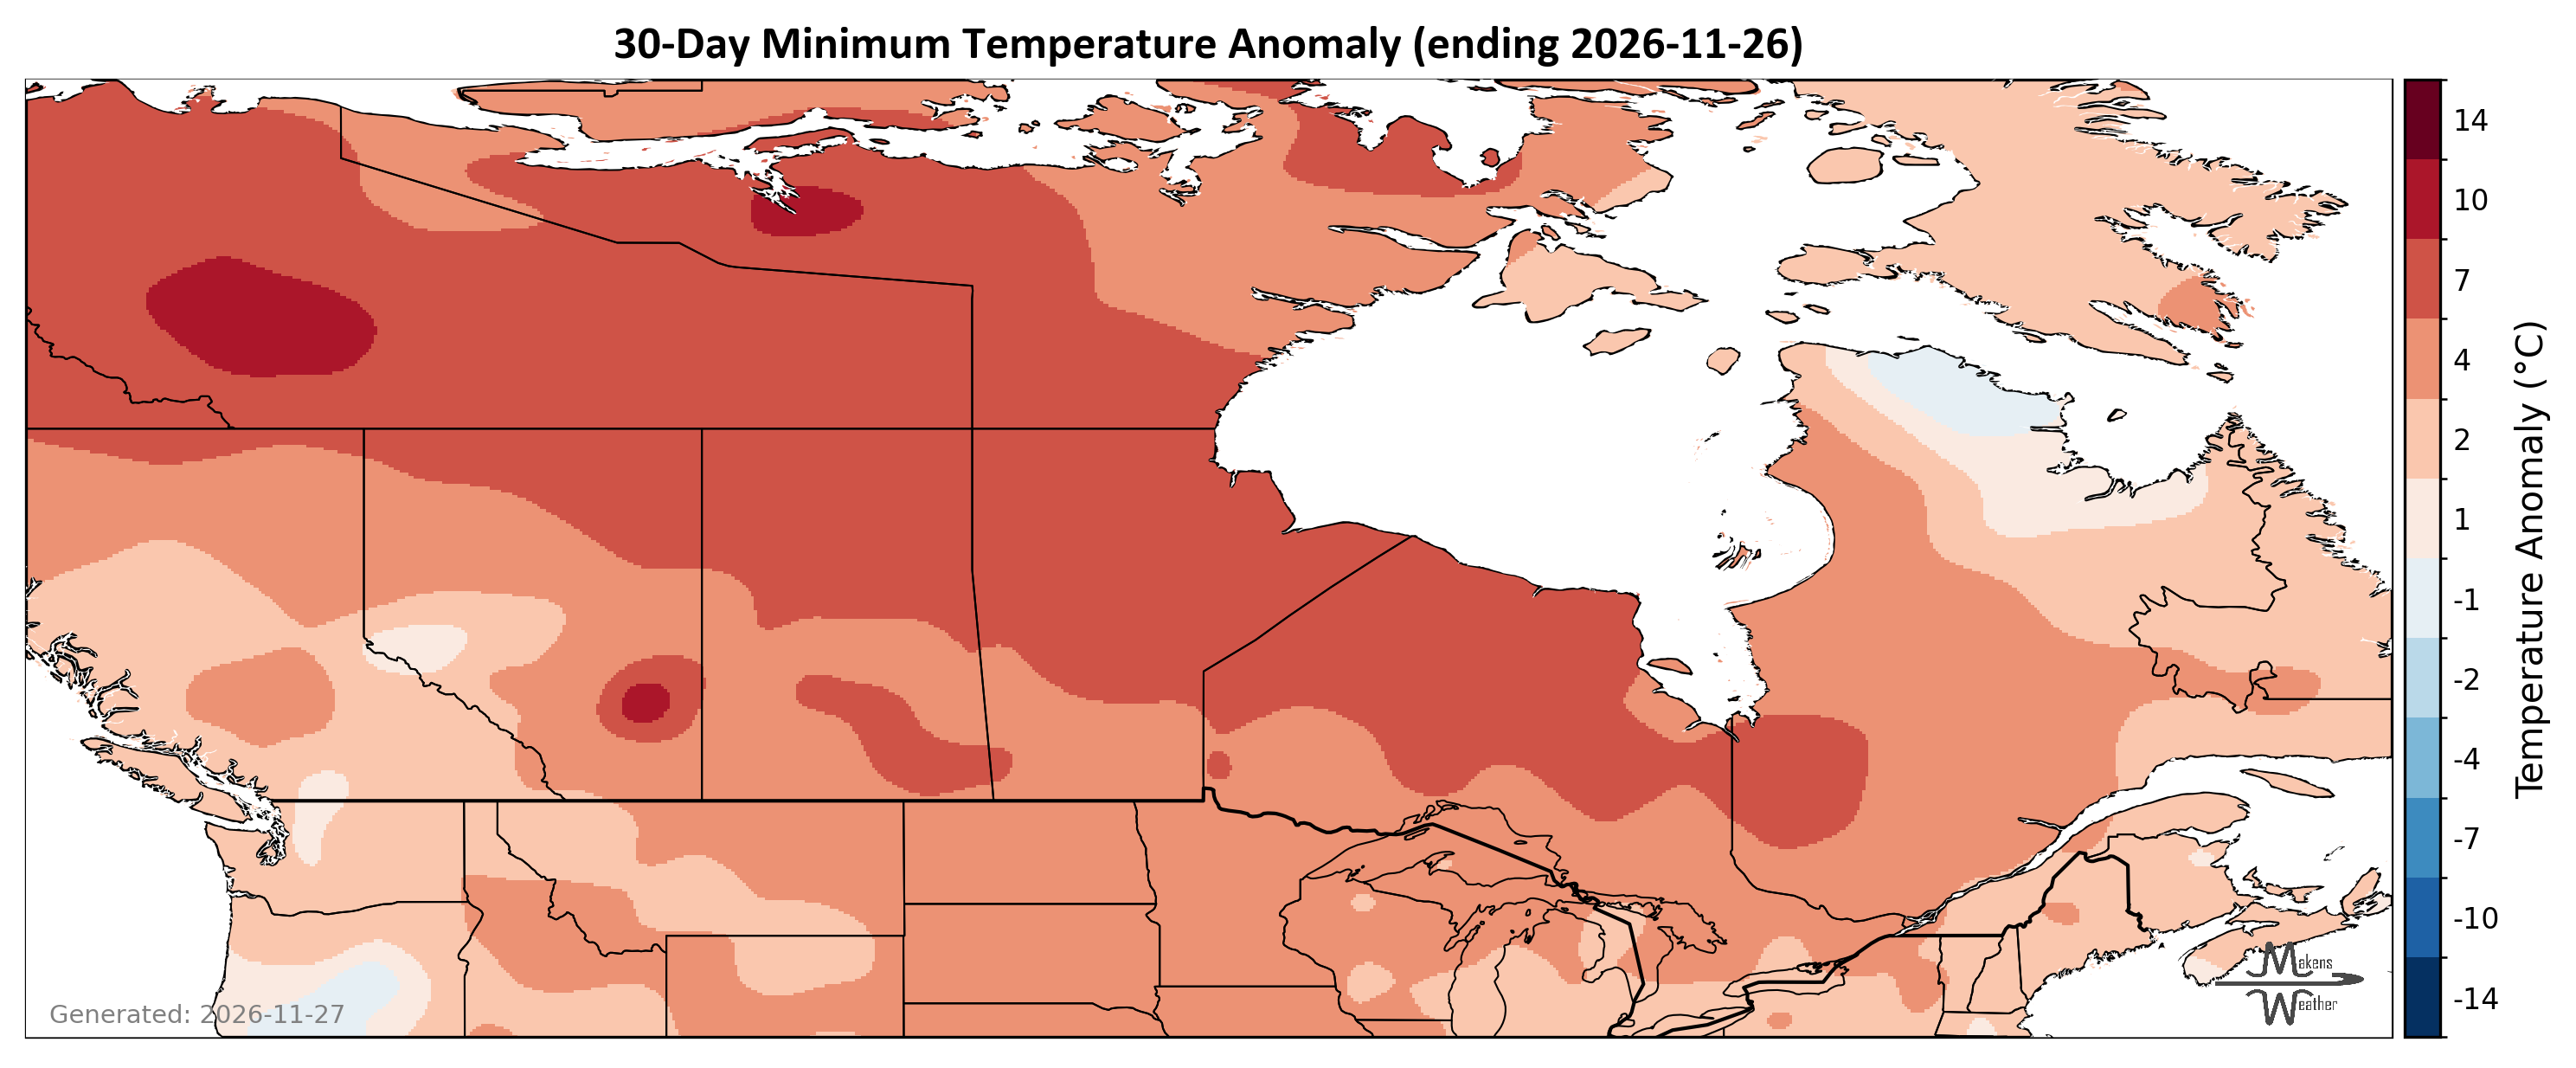 30-Day Minimum Temperature Anomaly (ending 2026-11-26)
14
10
7
4
2
1
-1
-2
-4
-7
-10
-14
Temperature Anomaly (°C)
Makens
Weather
Generated: 2026-11-27